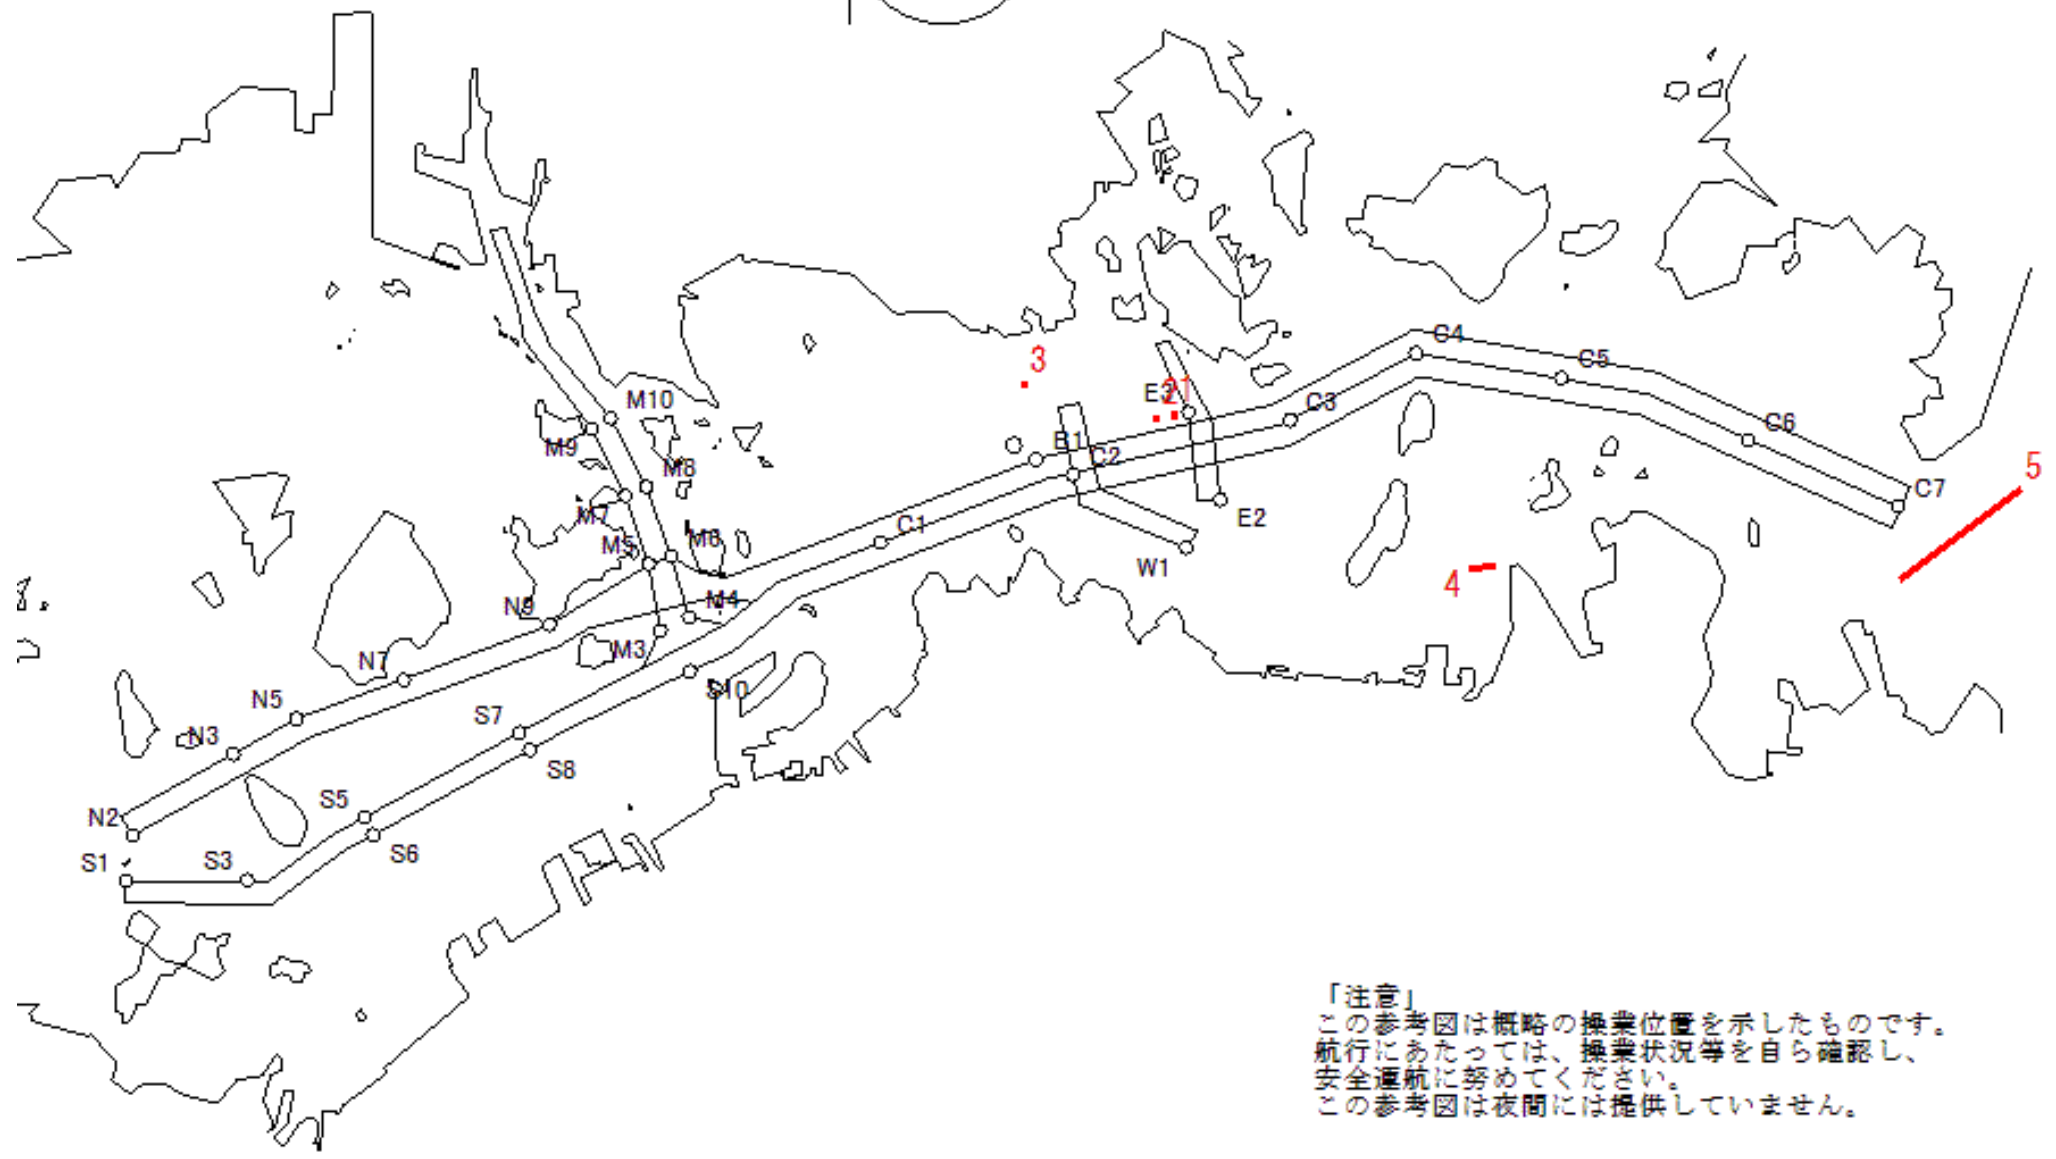 C4
3
C5
E3
21
M10
C3
C6
M9
B1
C2
M8
5
C7
M7
E2
C1
M5
M6
W1
4
N9
M4
M3
N7
S10
N5
S7
N3
S8
S5
N2
S6
S1
S3
「注意」
この参考図は概略の操業位置を示したものです。
航行にあたっては、操業状況等を自ら確認し、
安全運航に努めてください。
この参考図は夜間には提供していません。